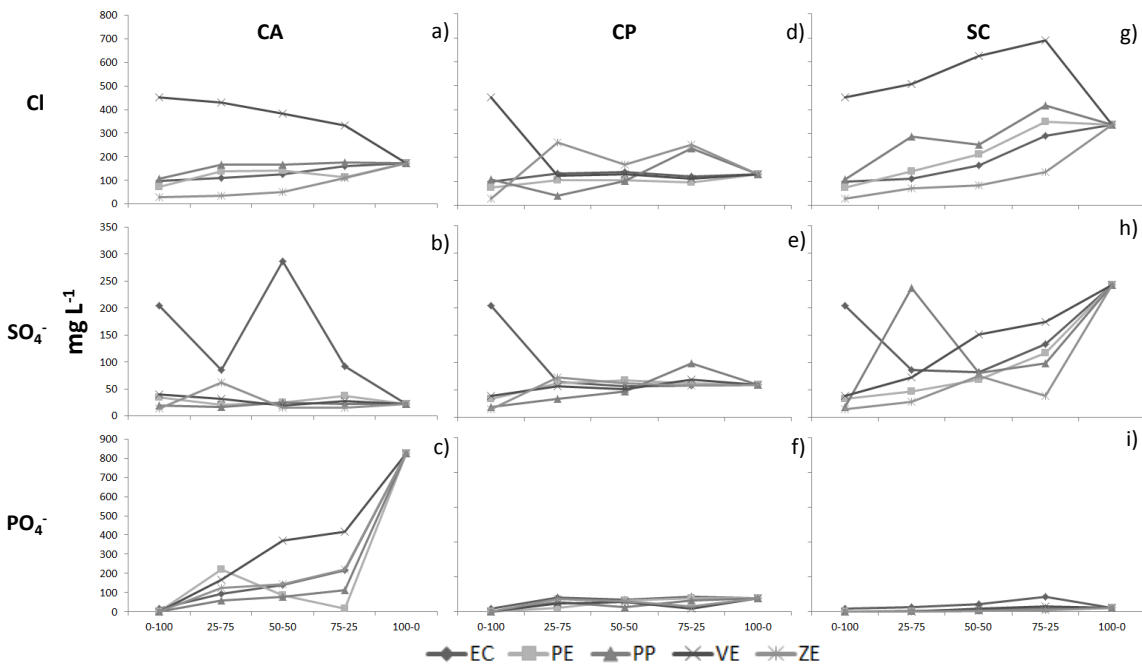 CA
CP
SC
a)
d)
g)
Cl
800
700
600
500
400
300
200
100
0
b)
e)
h)
SO₄⁻
mg L⁻¹
350
300
250
200
150
100
50
0
c)
f)
i)
PO₄⁻
900
800
700
600
500
400
300
200
100
0
0-100 25-75 50-50 75-25 100-0
0-100 25-75 50-50 75-25 100-0
0-100 25-75 50-50 75-25 100-0
EC PE PP VE ZE